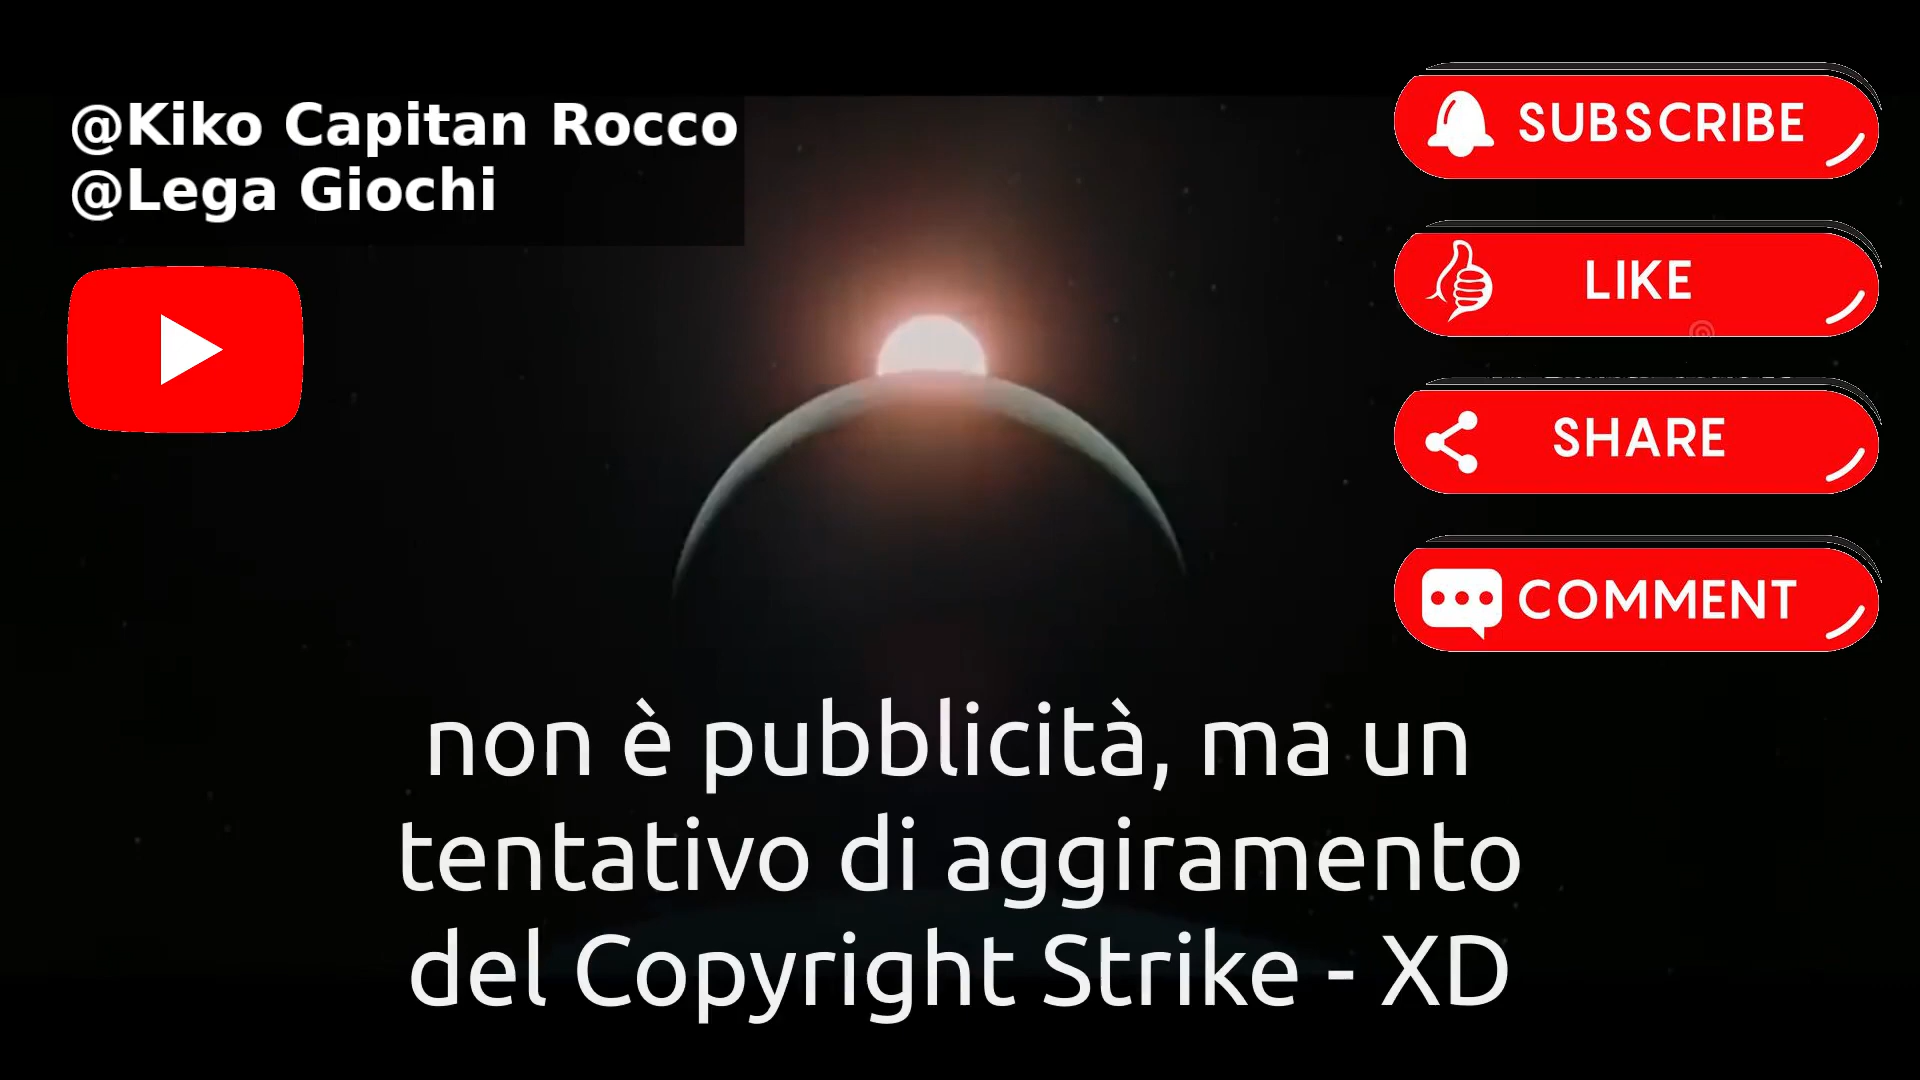 @Kiko Capitan Rocco
@Lega Giochi
SUBSCRIBE
LIKE
SHARE
COMMENT
non è pubblicità, ma un
tentativo di aggiramento
del Copyright Strike - XD